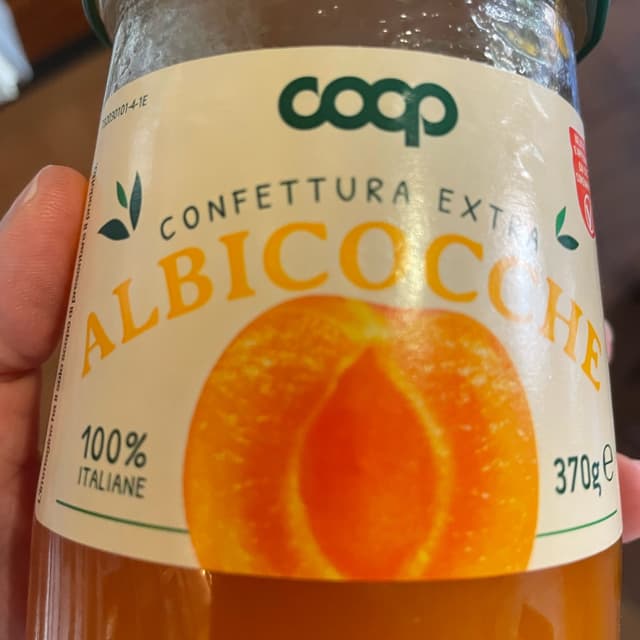 coop
CONFETTURA EXTRA
ALBICOCCHE
100%
ITALIANE
370g e